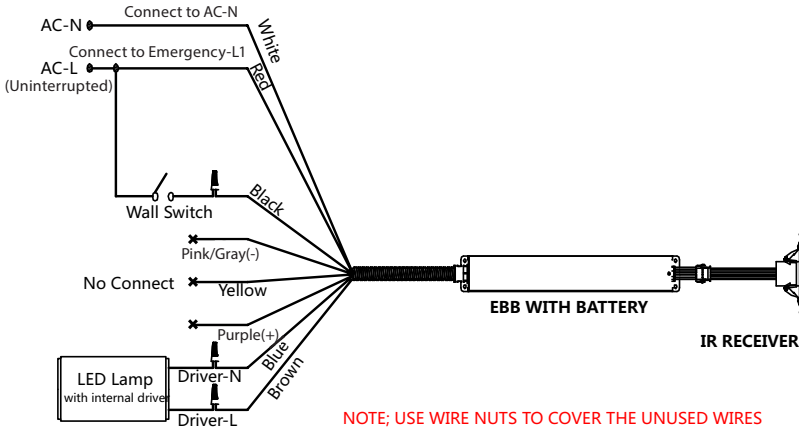 Connect to AC-N
AC-N
White
Connect to Emergency-L1
AC-L
(Uninterrupted)
Red
Black
Wall Switch
Pink/Gray(-)
No Connect
Yellow
Purple(+)
EBB WITH BATTERY
IR RECEIVER
Blue
Brown
LED Lamp
with internal driver
Driver-N
Driver-L
NOTE; USE WIRE NUTS TO COVER THE UNUSED WIRES